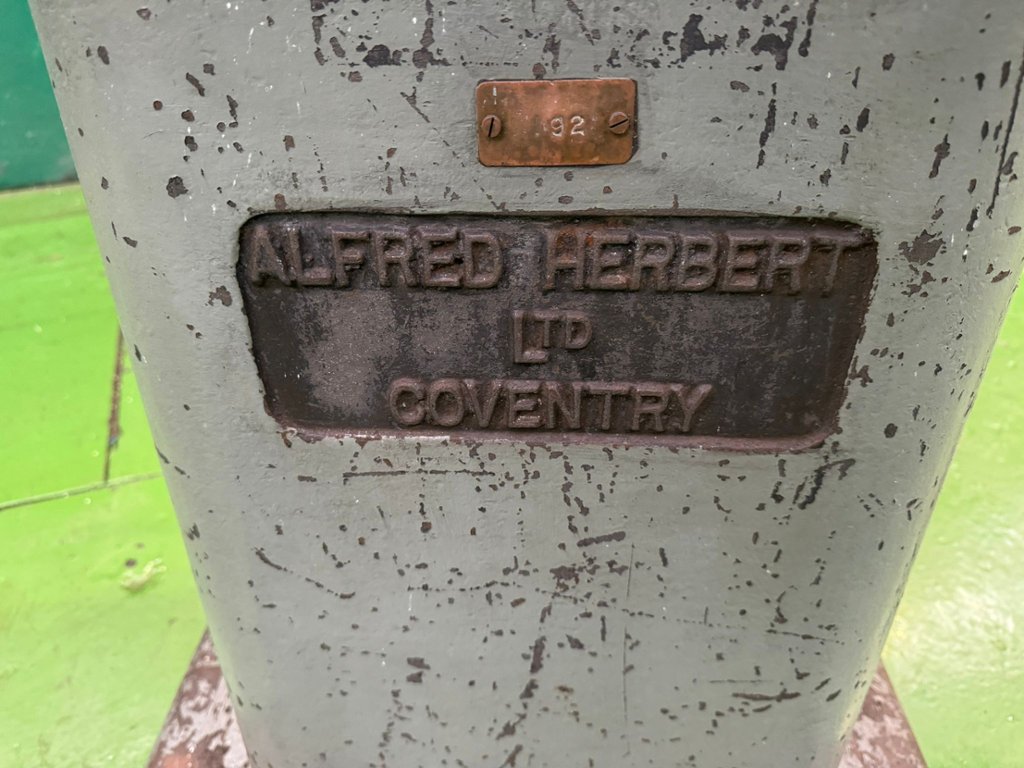 92
ALFRED HERBERT
LTD
COVENTRY